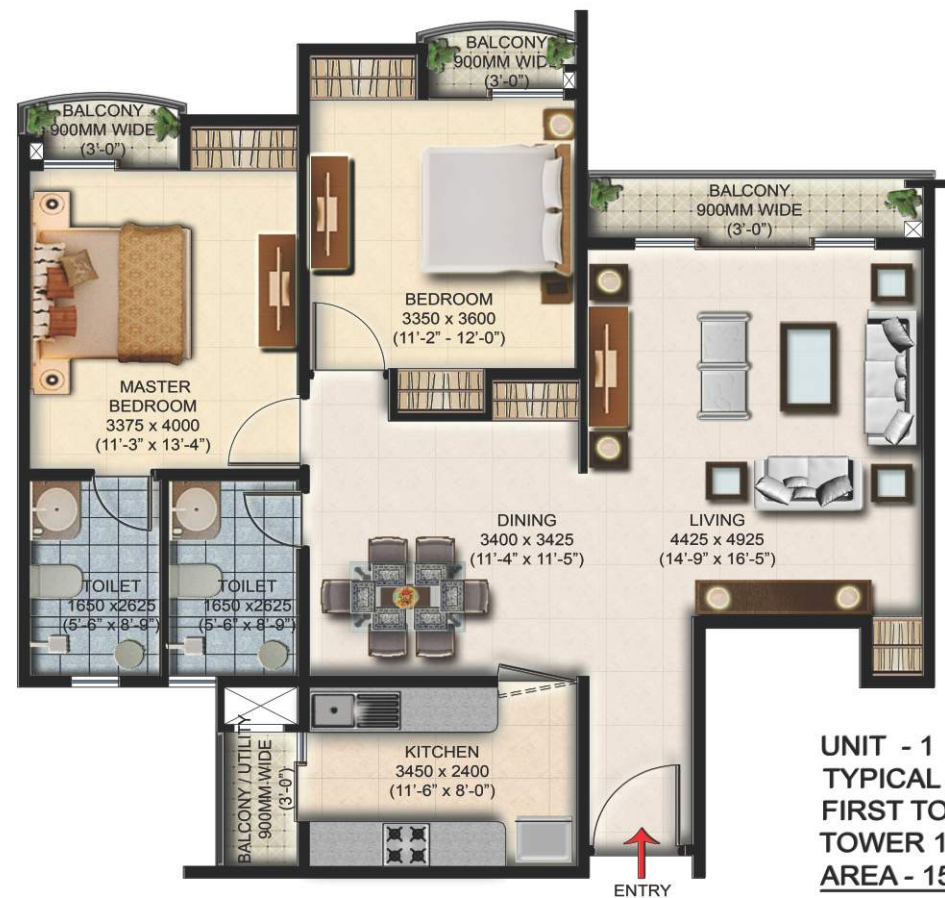 BALCONY
900MM WIDE
(3'-0")
BALCONY
900MM WIDE
(3'-0")
BALCONY
900MM WIDE
(3'-0")
BEDROOM
3350 x 3600
(11'-2" - 12'-0")
MASTER
BEDROOM
3375 x 4000
(11'-3" x 13'-4")
DINING
3400 x 3425
(11'-4" x 11'-5")
LIVING
4425 x 4925
(14'-9" x 16'-5")
TOILET
1650 x2625
(5'-6" x 8'-9")
TOILET
1650 x2625
(5'-6" x 8'-9")
KITCHEN
3450 x 2400
(11'-6" x 8'-0")
BALCONY / UTILITY
900MM-WIDE
(3'-0")
ENTRY
UNIT - 1
TYPICAL
FIRST TO
TOWER 1
AREA - 15